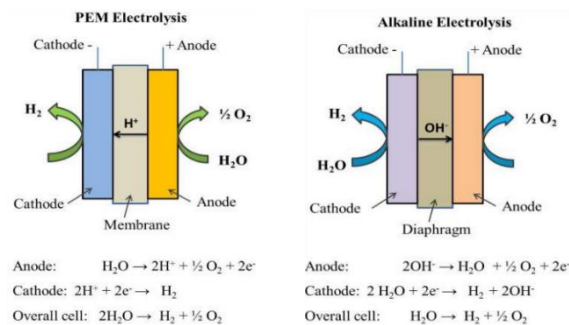 PEM Electrolysis
Cathode -
+ Anode
H₂
H⁺
½ O₂
H₂O
Cathode
Anode
Membrane
Anode: H₂O → 2H⁺ + ½ O₂ + 2e⁻
Cathode: 2H⁺ + 2e⁻ → H₂
Overall cell: 2H₂O → H₂ + ½ O₂
Alkaline Electrolysis
Cathode -
+ Anode
H₂
OH⁻
½ O₂
H₂O
Cathode
Anode
Diaphragm
Anode: 2OH⁻ → H₂O + ½ O₂ + 2e⁻
Cathode: 2 H₂O + 2e⁻ → H₂ + 2OH⁻
Overall cell: H₂O → H₂ + ½ O₂